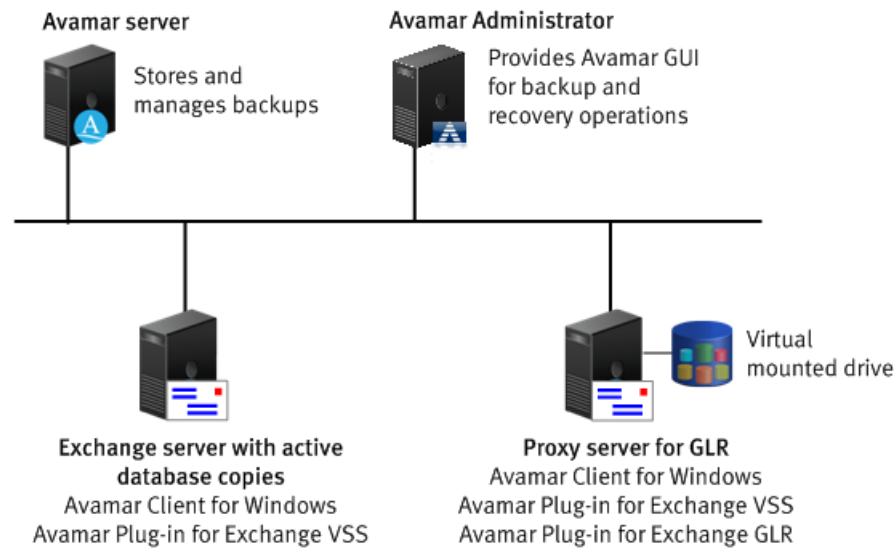 Avamar server
Stores and
manages backups
Avamar Administrator
Provides Avamar GUI
for backup and
recovery operations
A
Exchange server with active
database copies
Avamar Client for Windows
Avamar Plug-in for Exchange VSS
Virtual
mounted drive
Proxy server for GLR
Avamar Client for Windows
Avamar Plug-in for Exchange VSS
Avamar Plug-in for Exchange GLR